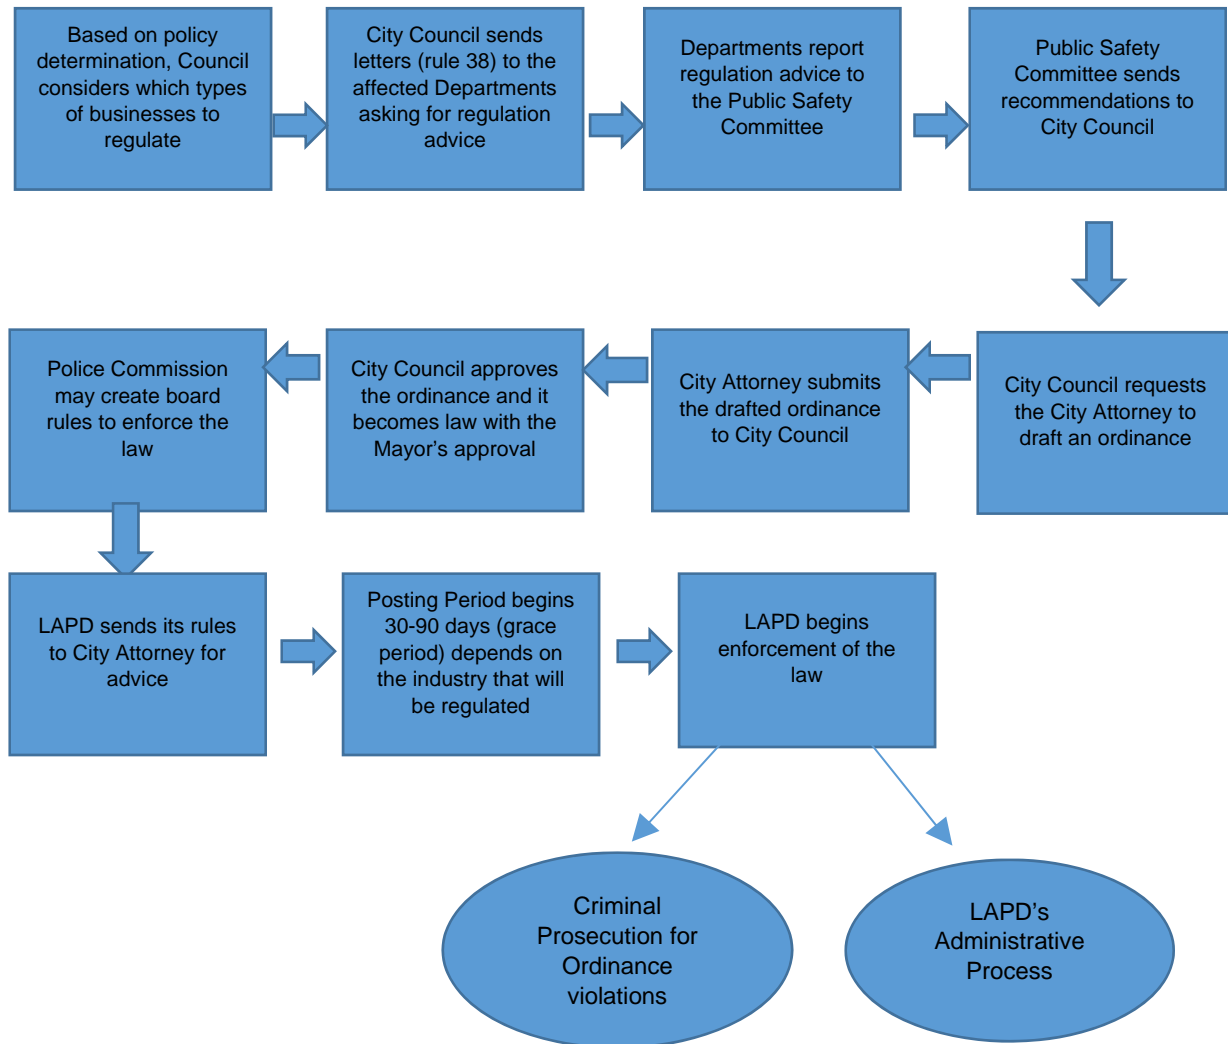 Based on policy
determination, Council
considers which types
of businesses to
regulate
City Council sends
letters (rule 38) to the
affected Departments
asking for regulation
advice
Departments report
regulation advice to
the Public Safety
Committee
Public Safety
Committee sends
recommendations to
City Council
City Council requests
the City Attorney to
draft an ordinance
City Attorney submits
the drafted ordinance
to City Council
City Council approves
the ordinance and it
becomes law with the
Mayor’s approval
Police Commission
may create board
rules to enforce the
law
LAPD sends its rules
to City Attorney for
advice
Posting Period begins
30-90 days (grace
period) depends on
the industry that will
be regulated
LAPD begins
enforcement of the
law
Criminal
Prosecution for
Ordinance
violations
LAPD’s
Administrative
Process